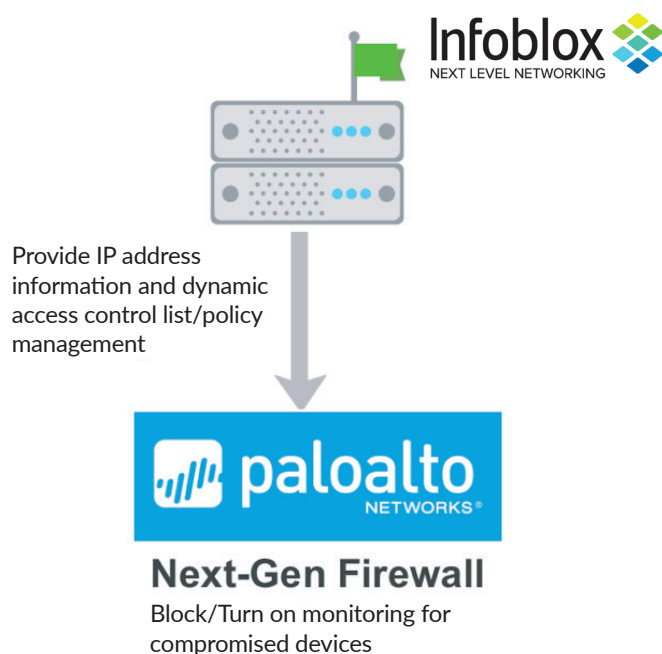 Infoblox
NEXT LEVEL NETWORKING
Provide IP address
information and dynamic
access control list/policy
management
paloalto
NETWORKS®
Next-Gen Firewall
Block/Turn on monitoring for
compromised devices